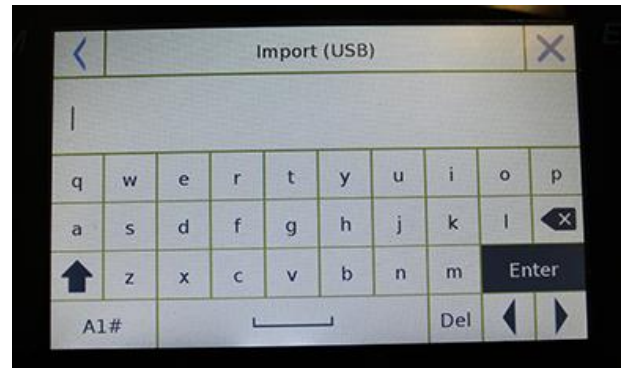 Import (USB)
q w e r t y u i o p
a s d f g h j k l
z x c v b n m Enter
A1# Del